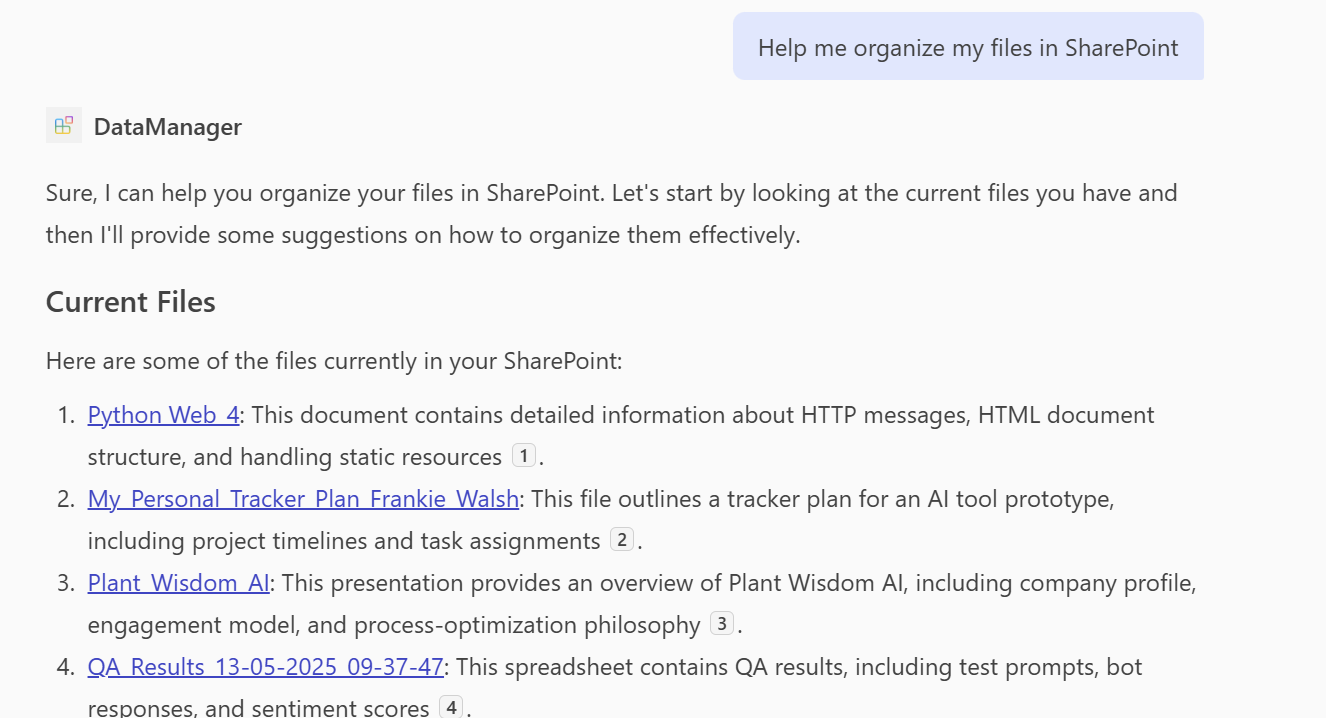 Help me organize my files in SharePoint
DataManager
Sure, I can help you organize your files in SharePoint. Let's start by looking at the current files you have and
then I'll provide some suggestions on how to organize them effectively.
Current Files
Here are some of the files currently in your SharePoint:
1. Python_Web_4: This document contains detailed information about HTTP messages, HTML document
structure, and handling static resources 1.
2. My_Personal_Tracker_Plan_Frankie_Walsh: This file outlines a tracker plan for an AI tool prototype,
including project timelines and task assignments 2.
3. Plant_Wisdom_AI: This presentation provides an overview of Plant Wisdom AI, including company profile,
engagement model, and process-optimization philosophy 3.
4. QA_Results_13-05-2025_09-37-47: This spreadsheet contains QA results, including test prompts, bot
responses, and sentiment scores 4.